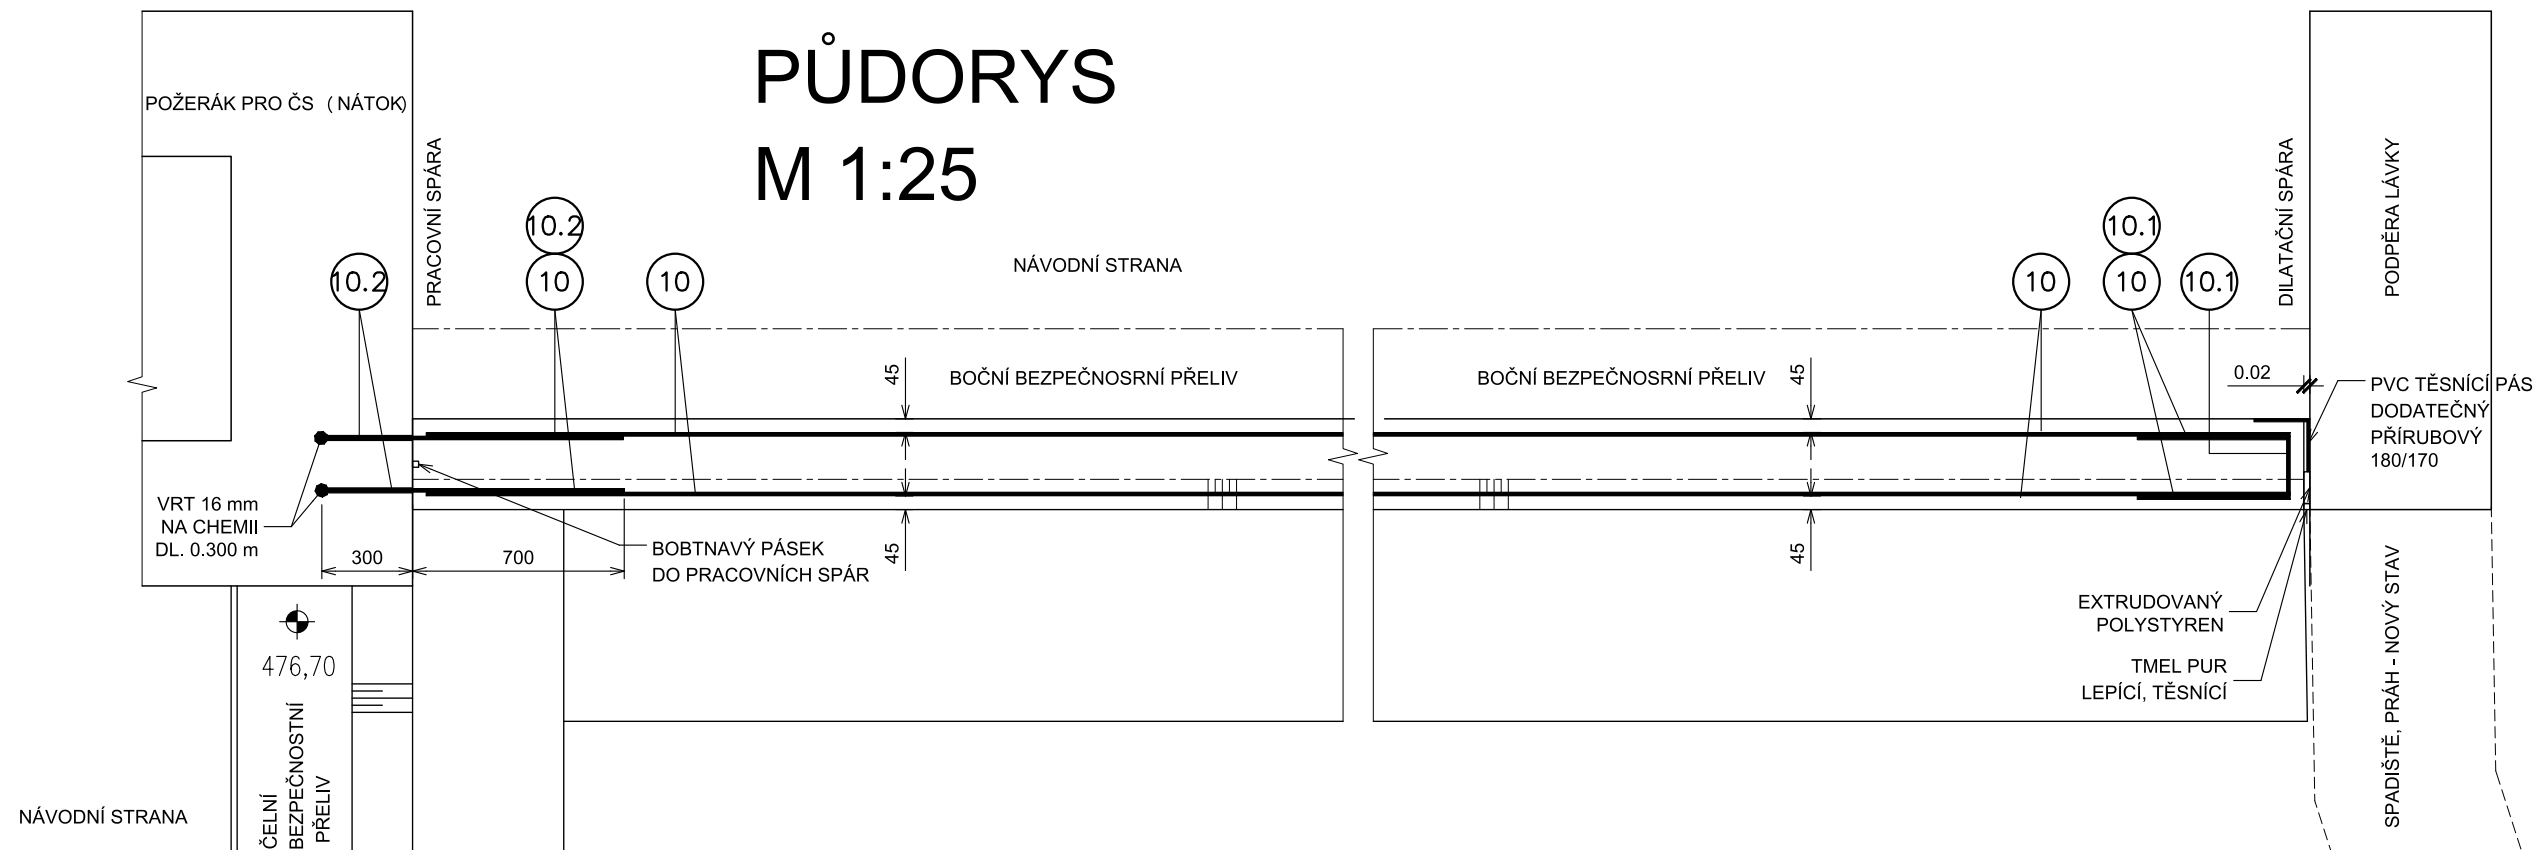 PŮDORYS
M 1:25
POŽERÁK PRO ČS ( NÁTOK)
PRACOVNÍ SPÁRA
DILATAČNÍ SPÁRA
PODPĚRA LÁVKY
10.2
10.2
10
10
NÁVODNÍ STRANA
10
10.1
10
10.1
45
BOČNÍ BEZPEČNOSRNÍ PŘELIV
BOČNÍ BEZPEČNOSRNÍ PŘELIV
45
0.02
PVC TĚSNÍCÍ PÁS
DODATEČNÝ
PŘÍRUBOVÝ
180/170
VRT 16 mm
NA CHEMII
DL. 0.300 m
300
700
BOBTNAVÝ PÁSEK
DO PRACOVNÍCH SPÁR
45
45
EXTRUDOVANÝ
POLYSTYREN
TMEL PUR
LEPÍCÍ, TĚSNÍCÍ
SPADIŠTĚ, PRÁH - NOVÝ STAV
476,70
ČELNÍ
BEZPEČNOSTNÍ
PŘELIV
NÁVODNÍ STRANA